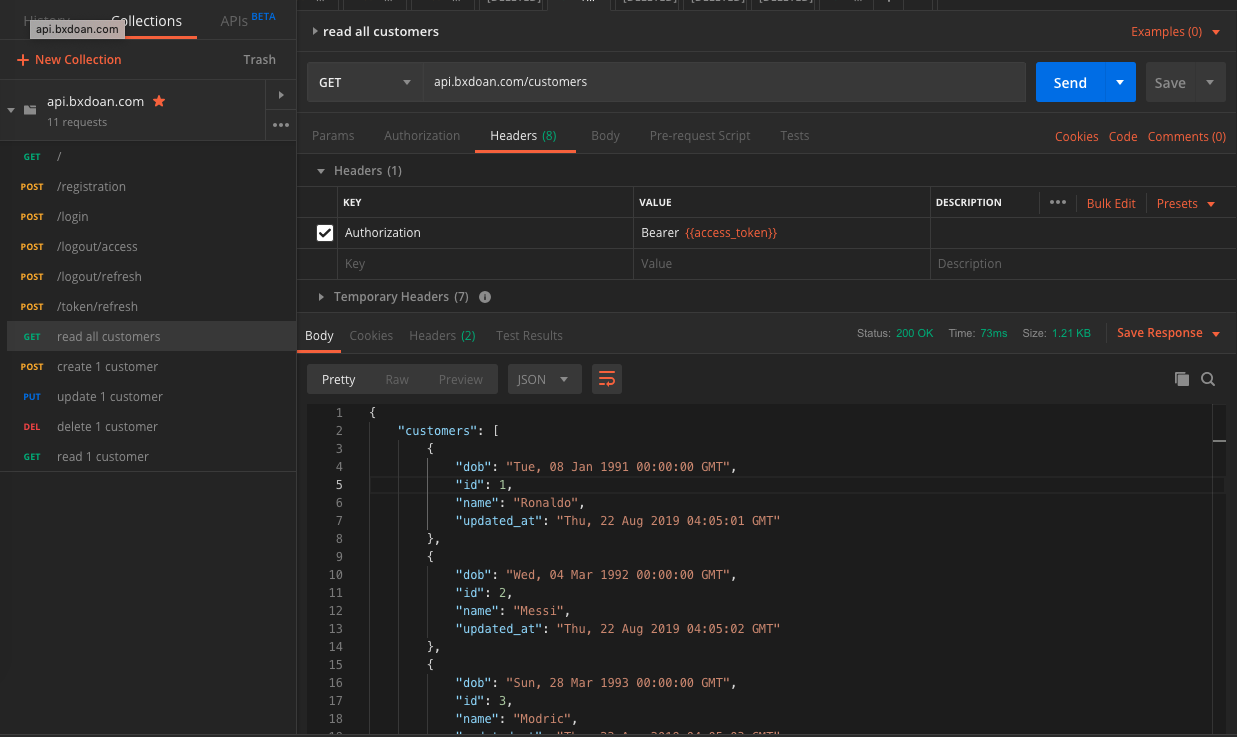 History Collections APIs BETA
api.bxdoan.com
+ New Collection Trash
api.bxdoan.com
11 requests
GET /
POST /registration
POST /login
POST /logout/access
POST /logout/refresh
POST /token/refresh
GET read all customers
POST create 1 customer
PUT update 1 customer
DEL delete 1 customer
GET read 1 customer
read all customers Examples (0)
GET api.bxdoan.com/customers Send Save
Params Authorization Headers (8) Body Pre-request Script Tests Cookies Code Comments (0)
Headers (1)
KEY VALUE DESCRIPTION ••• Bulk Edit Presets
Authorization Bearer {{access_token}}
Key Value Description
Temporary Headers (7)
Body Cookies Headers (2) Test Results Status: 200 OK Time: 73ms Size: 1.21 KB Save Response
Pretty Raw Preview JSON
1 {
2 "customers": [
3 {
4 "dob": "Tue, 08 Jan 1991 00:00:00 GMT",
5 "id": 1,
6 "name": "Ronaldo",
7 "updated_at": "Thu, 22 Aug 2019 04:05:01 GMT"
8 },
9 {
10 "dob": "Wed, 04 Mar 1992 00:00:00 GMT",
11 "id": 2,
12 "name": "Messi",
13 "updated_at": "Thu, 22 Aug 2019 04:05:02 GMT"
14 },
15 {
16 "dob": "Sun, 28 Mar 1993 00:00:00 GMT",
17 "id": 3,
18 "name": "Modric",